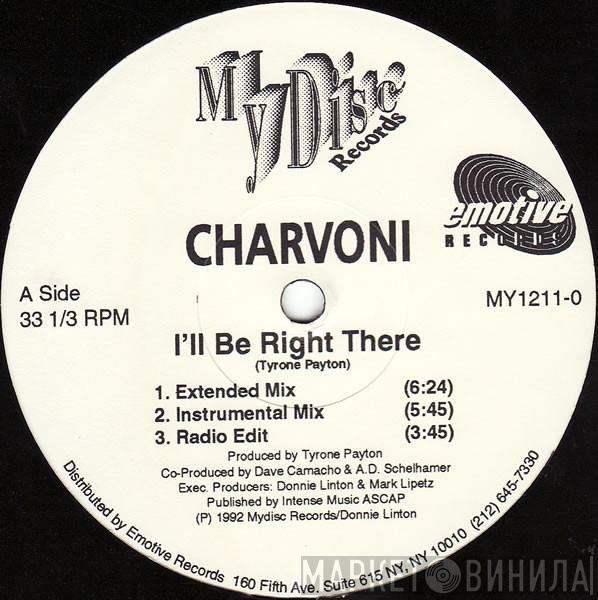 My Disc
Records
emotive
RECORDS
CHARVONI
A Side
33 1/3 RPM
MY1211-0
I'll Be Right There
(Tyrone Payton)
1. Extended Mix (6:24)
2. Instrumental Mix (5:45)
3. Radio Edit (3:45)
Produced by Tyrone Payton
Co-Produced by Dave Camacho & A.D. Schelhamer
Exec. Producers: Donnie Linton & Mark Lipetz
Published by Intense Music ASCAP
(P) 1992 Mydisc Records/Donnie Linton
Distributed by Emotive Records 160 Fifth Ave. Suite 615 NY, NY 10010 (212) 645-7330
МАРКЕТ ВИНИЛА